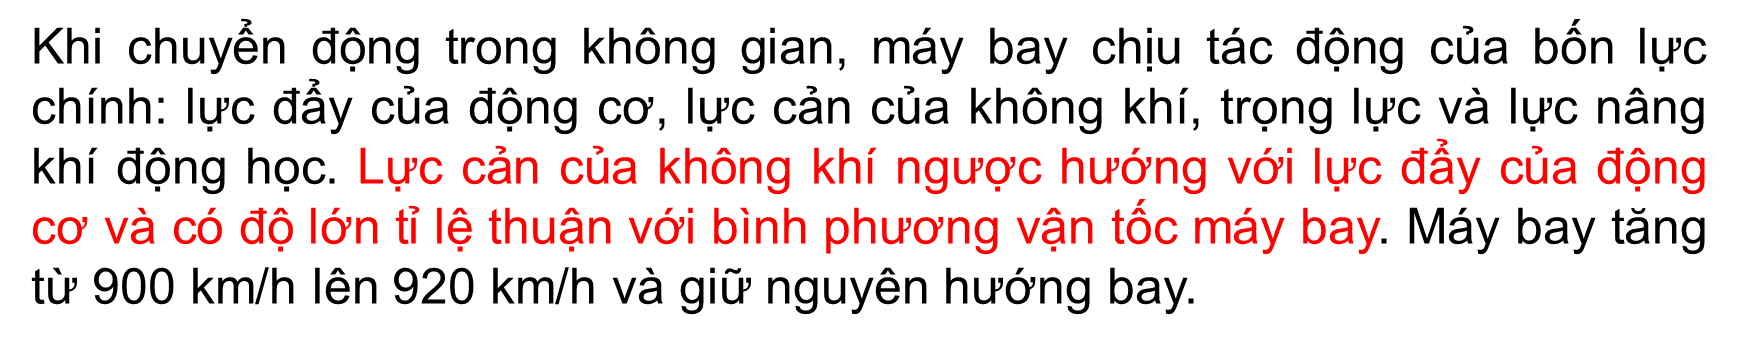 Khi chuyển động trong không gian, máy bay chịu tác động của bốn lực
chính: lực đẩy của động cơ, lực cản của không khí, trọng lực và lực nâng
khí động học. Lực cản của không khí ngược hướng với lực đẩy của động
cơ và có độ lớn tỉ lệ thuận với bình phương vận tốc máy bay. Máy bay tăng
từ 900 km/h lên 920 km/h và giữ nguyên hướng bay.